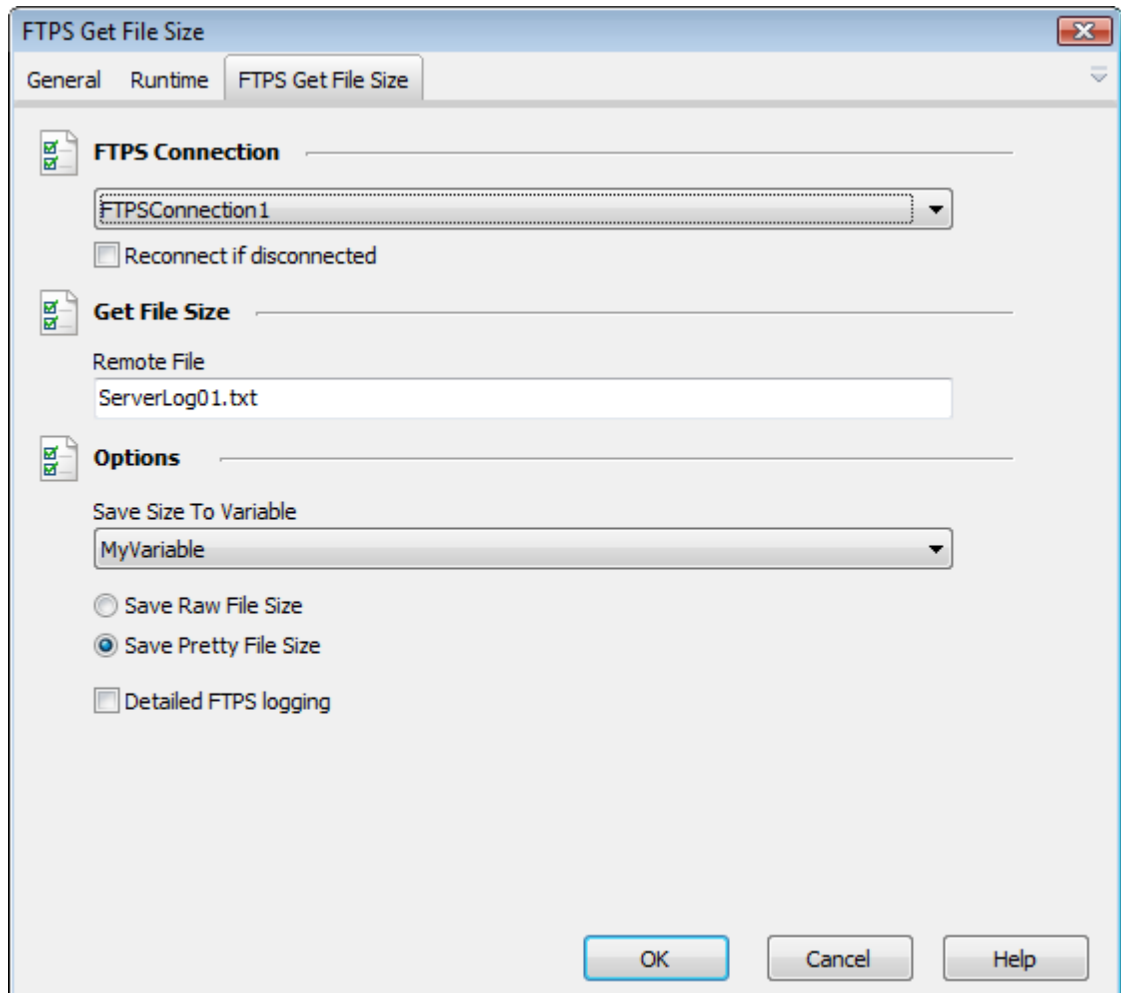 FTPS Get File Size
General Runtime FTPS Get File Size
FTPS Connection
FTPSConnection1
Reconnect if disconnected
Get File Size
Remote File
ServerLog01.txt
Options
Save Size To Variable
MyVariable
Save Raw File Size
Save Pretty File Size
Detailed FTPS logging
OK Cancel Help